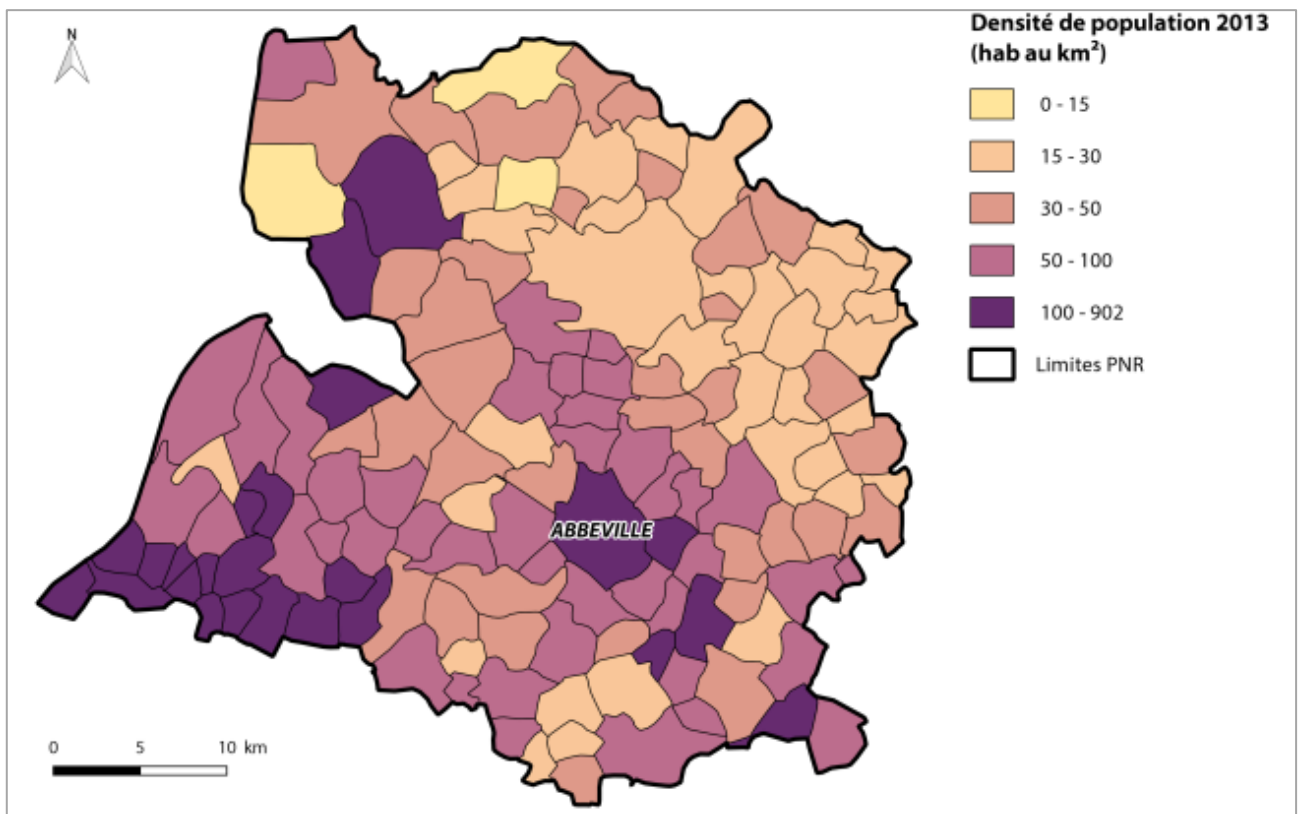 N
Densité de population 2013
(hab au km²)
0 - 15
15 - 30
30 - 50
50 - 100
100 - 902
Limites PNR
ABBEVILLE
0 5 10 km